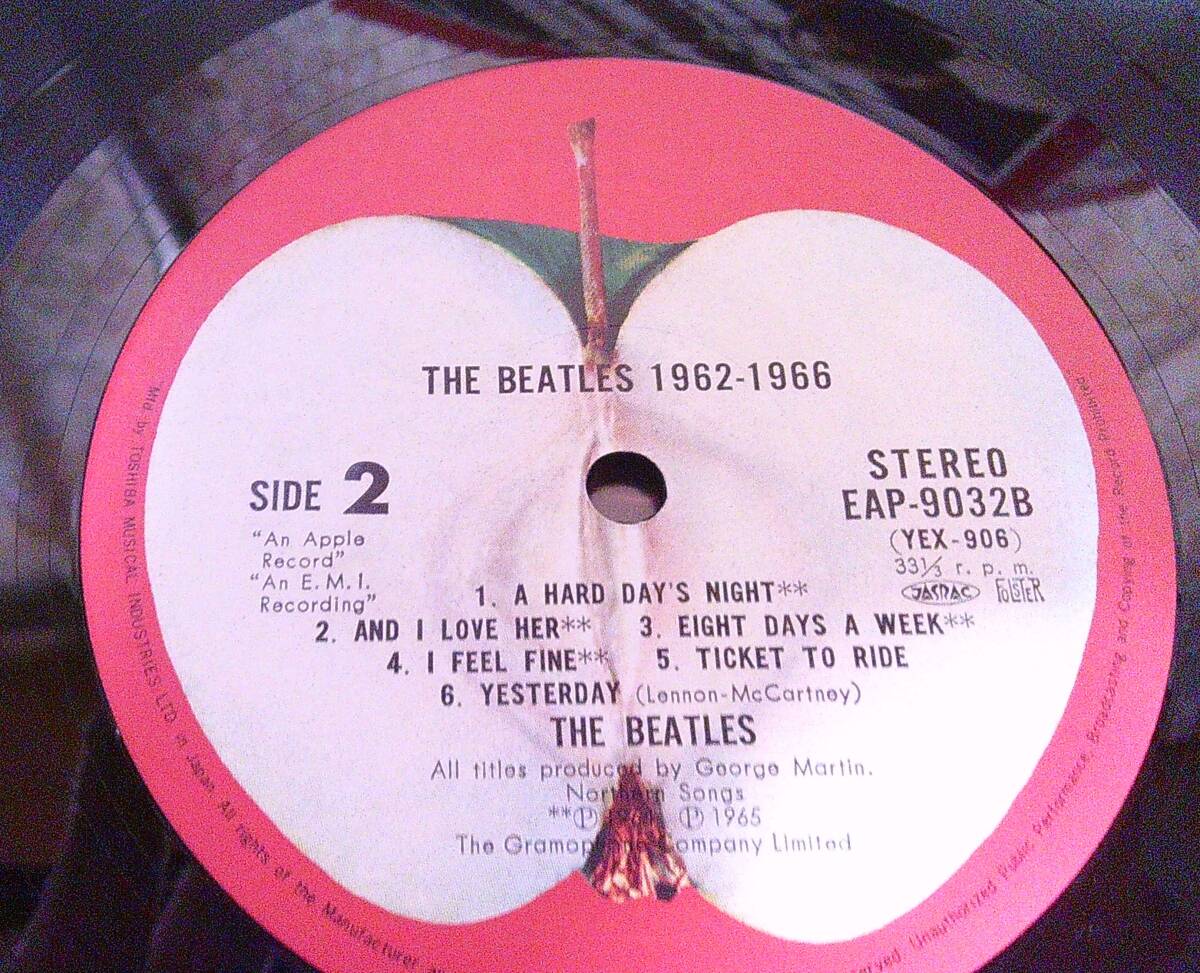 THE BEATLES 1962-1966
SIDE 2
STEREO
EAP-9032B
(YEX-906)
33⅓ r. p. m.
JASRAC
"An Apple
Record"
"An E.M.I.
Recording"
1. A HARD DAY'S NIGHT**
2. AND I LOVE HER** 3. EIGHT DAYS A WEEK**
4. I FEEL FINE** 5. TICKET TO RIDE
6. YESTERDAY (Lennon-McCartney)
THE BEATLES
All titles produced by George Martin.
Northern Songs
**Ⓟ Ⓟ 1965
The Gramophone Company Limited
Mfd. by TOSHIBA MUSICAL INDUSTRIES LTD. in Japan. All rights of the Manufacturer
Unauthorized Public Performance, Broadcasting and Copying of the Record Prohibited